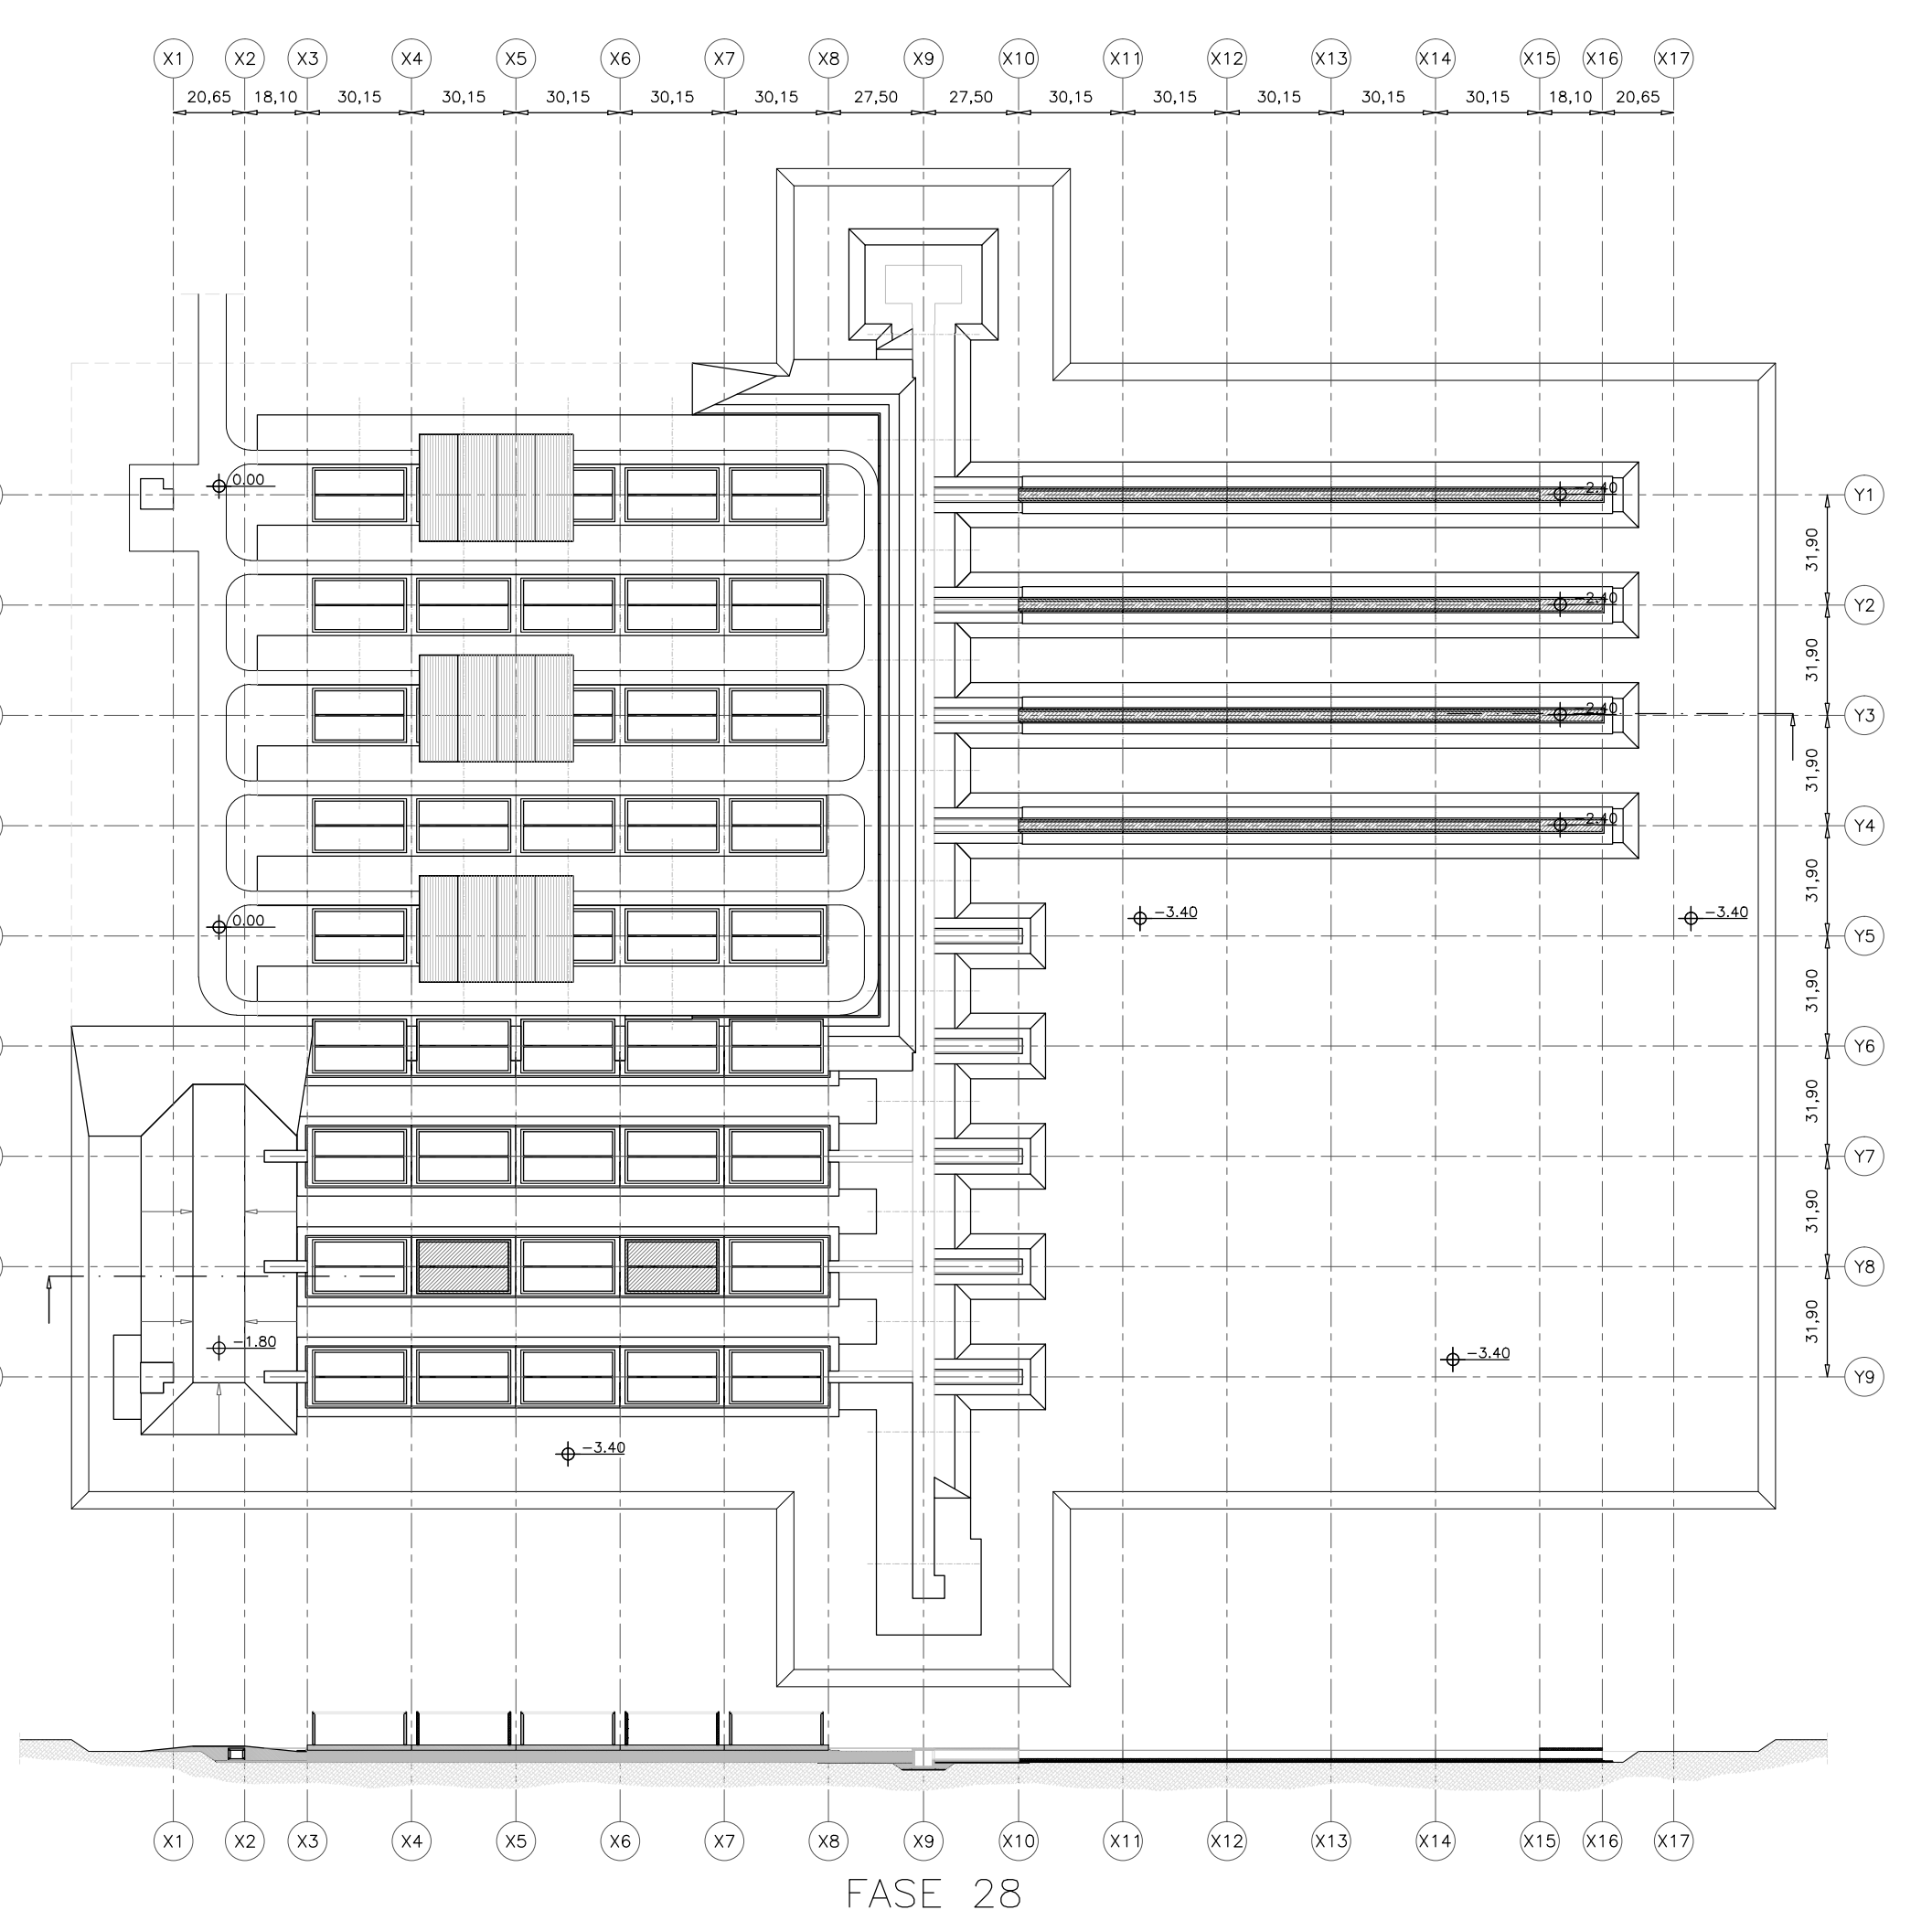 X1 X2 X3 X4 X5 X6 X7 X8 X9 X10 X11 X12 X13 X14 X15 X16 X17
20,65 18,10 30,15 30,15 30,15 30,15 30,15 27,50 27,50 30,15 30,15 30,15 30,15 30,15 18,10 20,65
0.00 -2.40 Y1
31,90
-2.40 Y2
31,90
-2.40 Y3
31,90
-2.40 Y4
31,90
0.00 -3.40 -3.40 Y5
31,90
Y6
31,90
Y7
31,90
Y8
31,90
-1.80 -3.40 Y9
-3.40
X1 X2 X3 X4 X5 X6 X7 X8 X9 X10 X11 X12 X13 X14 X15 X16 X17
FASE 28